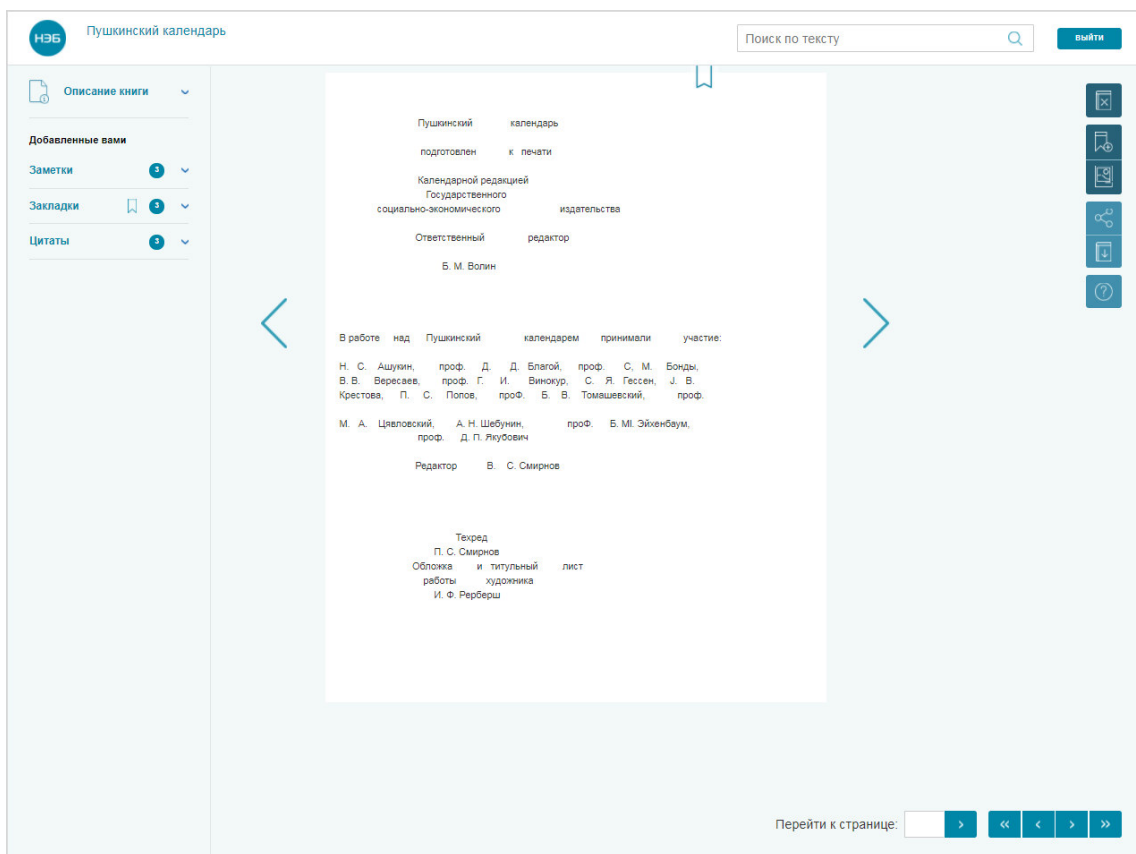 НЭБ
Пушкинский календарь
Поиск по тексту
ВЫЙТИ
Описание книги
Добавленные вами
Заметки 3
Закладки 3
Цитаты 3
Пушкинский календарь
подготовлен к печати
Календарной редакцией
Государственного
социально-экономического издательства
Ответственный редактор
Б. М. Волин
В работе над Пушкинский календарем принимали участие:
Н. С. Ашукин, проф. Д. Д. Благой, проф. С, М. Бонды,
В. В. Вересаев, проф. Г. И. Винокур, С. Я. Гессен, J. В.
Крестова, П. С. Попов, проФ. Б. В. Томашевский, проф.
М. А. Цявловский, А. Н. Шебунин, проФ. Б. МI. Эйхенбаум,
проф. Д. П. Якубович
Редактор В. С. Смирнов
Техред
П. С. Смирнов
Обложка и титульный лист
работы художника
И. Ф. Рерберш
Перейти к странице: